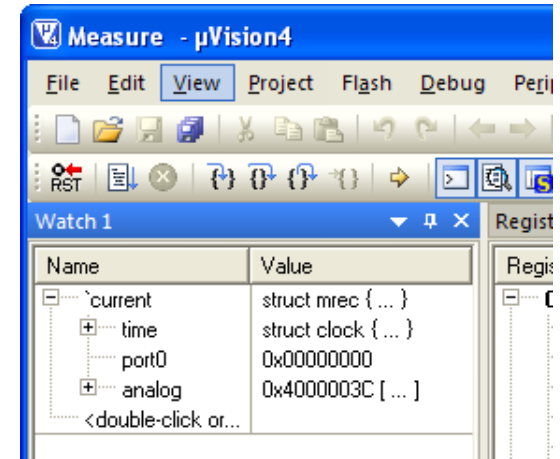 Measure - µVision4
File Edit View Project Flash Debug Perip
RST
Watch 1
Regist
Name Value
Regis
`current struct mrec { ... }
time struct clock { ... }
port0 0x00000000
analog 0x4000003C [ ... ]
<double-click or...